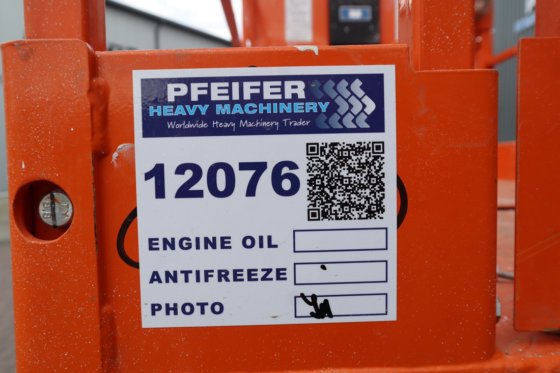 PFEIFER
HEAVY MACHINERY
Worldwide Heavy Machinery Trader
12076
ENGINE OIL
ANTIFREEZE
PHOTO